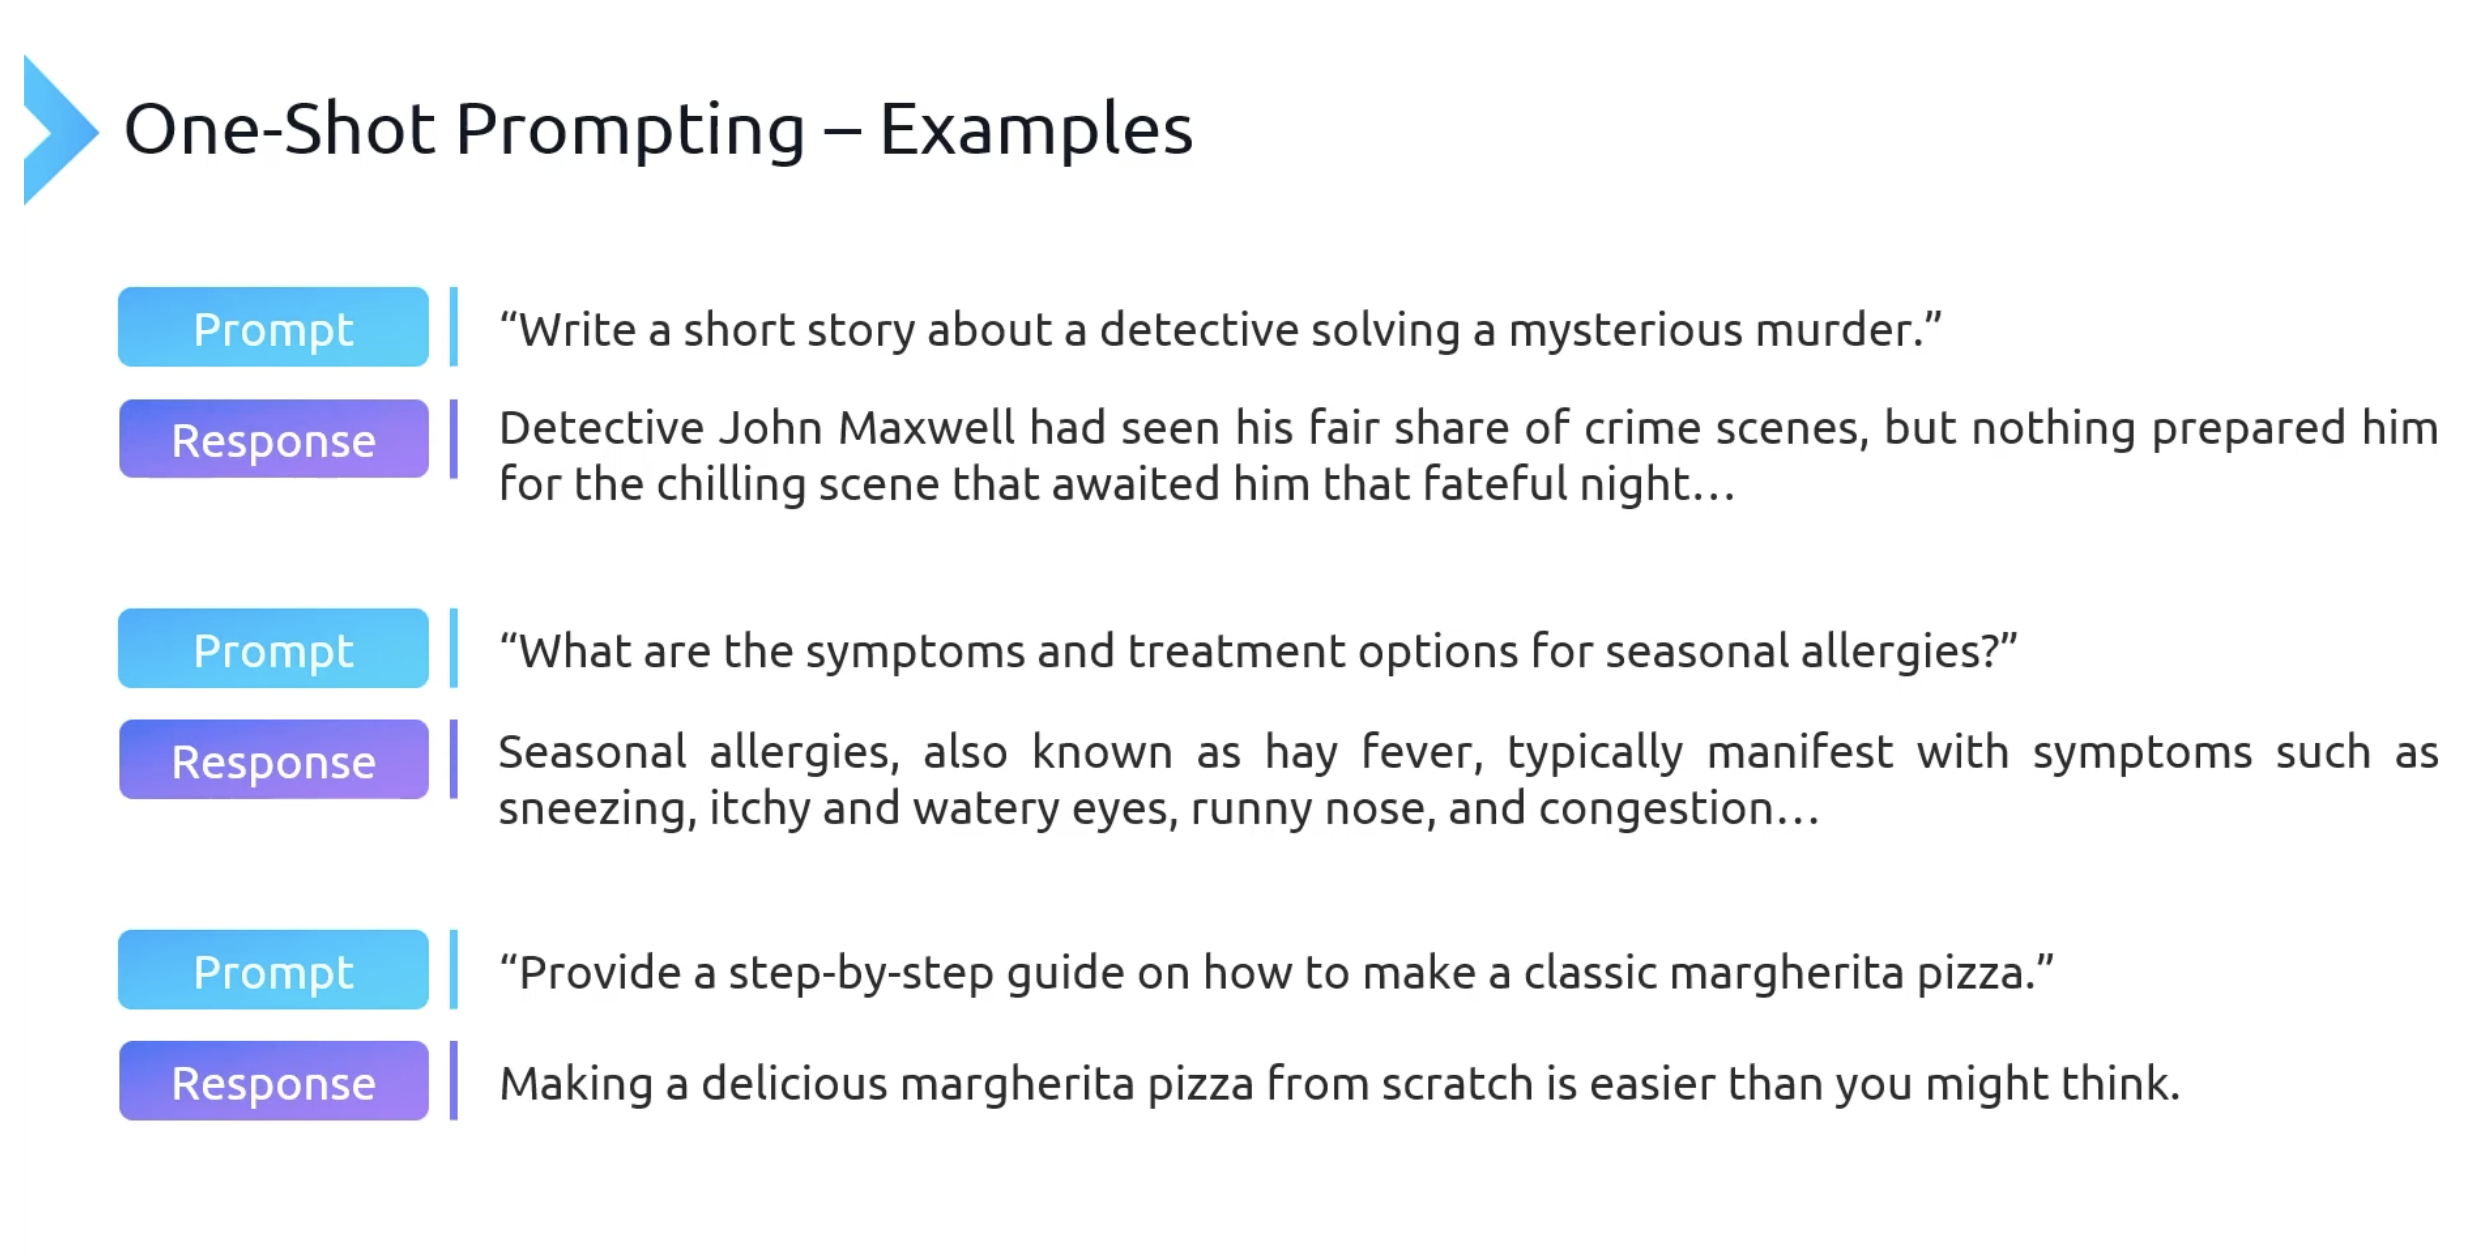 One-Shot Prompting – Examples
Prompt
“Write a short story about a detective solving a mysterious murder.”
Response
Detective John Maxwell had seen his fair share of crime scenes, but nothing prepared him
for the chilling scene that awaited him that fateful night…
Prompt
“What are the symptoms and treatment options for seasonal allergies?”
Response
Seasonal allergies, also known as hay fever, typically manifest with symptoms such as
sneezing, itchy and watery eyes, runny nose, and congestion…
Prompt
“Provide a step-by-step guide on how to make a classic margherita pizza.”
Response
Making a delicious margherita pizza from scratch is easier than you might think.